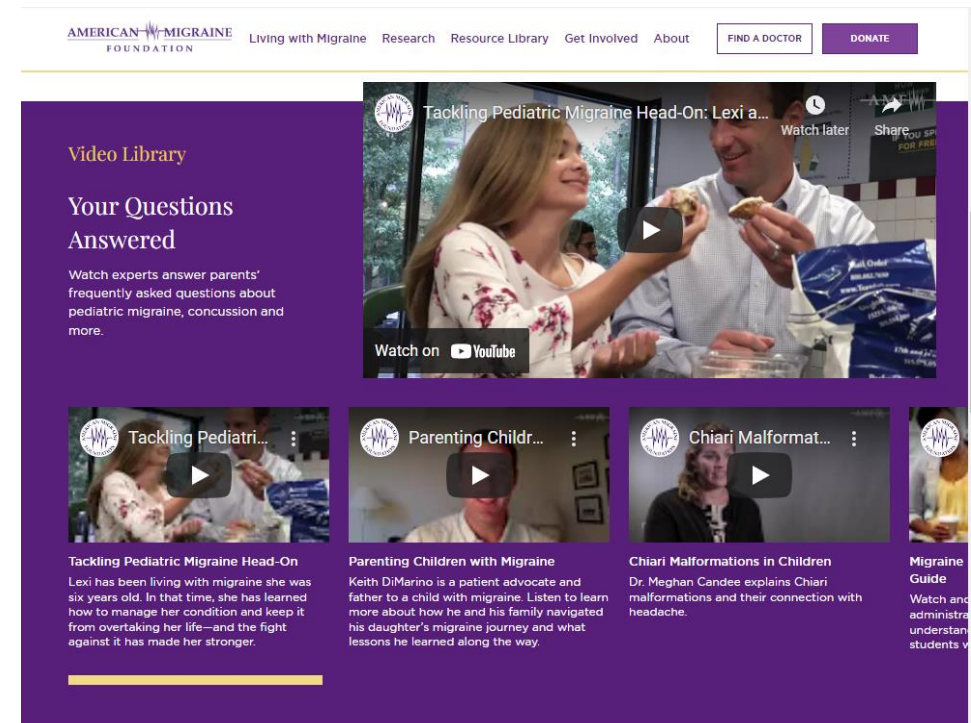 AMERICAN MIGRAINE
FOUNDATION
Living with Migraine Research Resource Library Get Involved About
FIND A DOCTOR
DONATE
Video Library
Your Questions
Answered
Watch experts answer parents'
frequently asked questions about
pediatric migraine, concussion and
more.
Tackling Pediatric Migraine Head-On: Lexi a...
Watch later
Share
YOU
FOR FREE
Mail Order
800.882.7650
Watch on YouTube
Tackling Pediatri...
Tackling Pediatric Migraine Head-On
Lexi has been living with migraine she was
six years old. In that time, she has learned
how to manage her condition and keep it
from overtaking her life—and the fight
against it has made her stronger.
Parenting Childr...
Parenting Children with Migraine
Keith DiMarino is a patient advocate and
father to a child with migraine. Listen to learn
more about how he and his family navigated
his daughter's migraine journey and what
lessons he learned along the way.
Chiari Malformat...
Chiari Malformations in Children
Dr. Meghan Candee explains Chiari
malformations and their connection with
headache.
Migraine
Guide
Watch and
administra
understan
students w